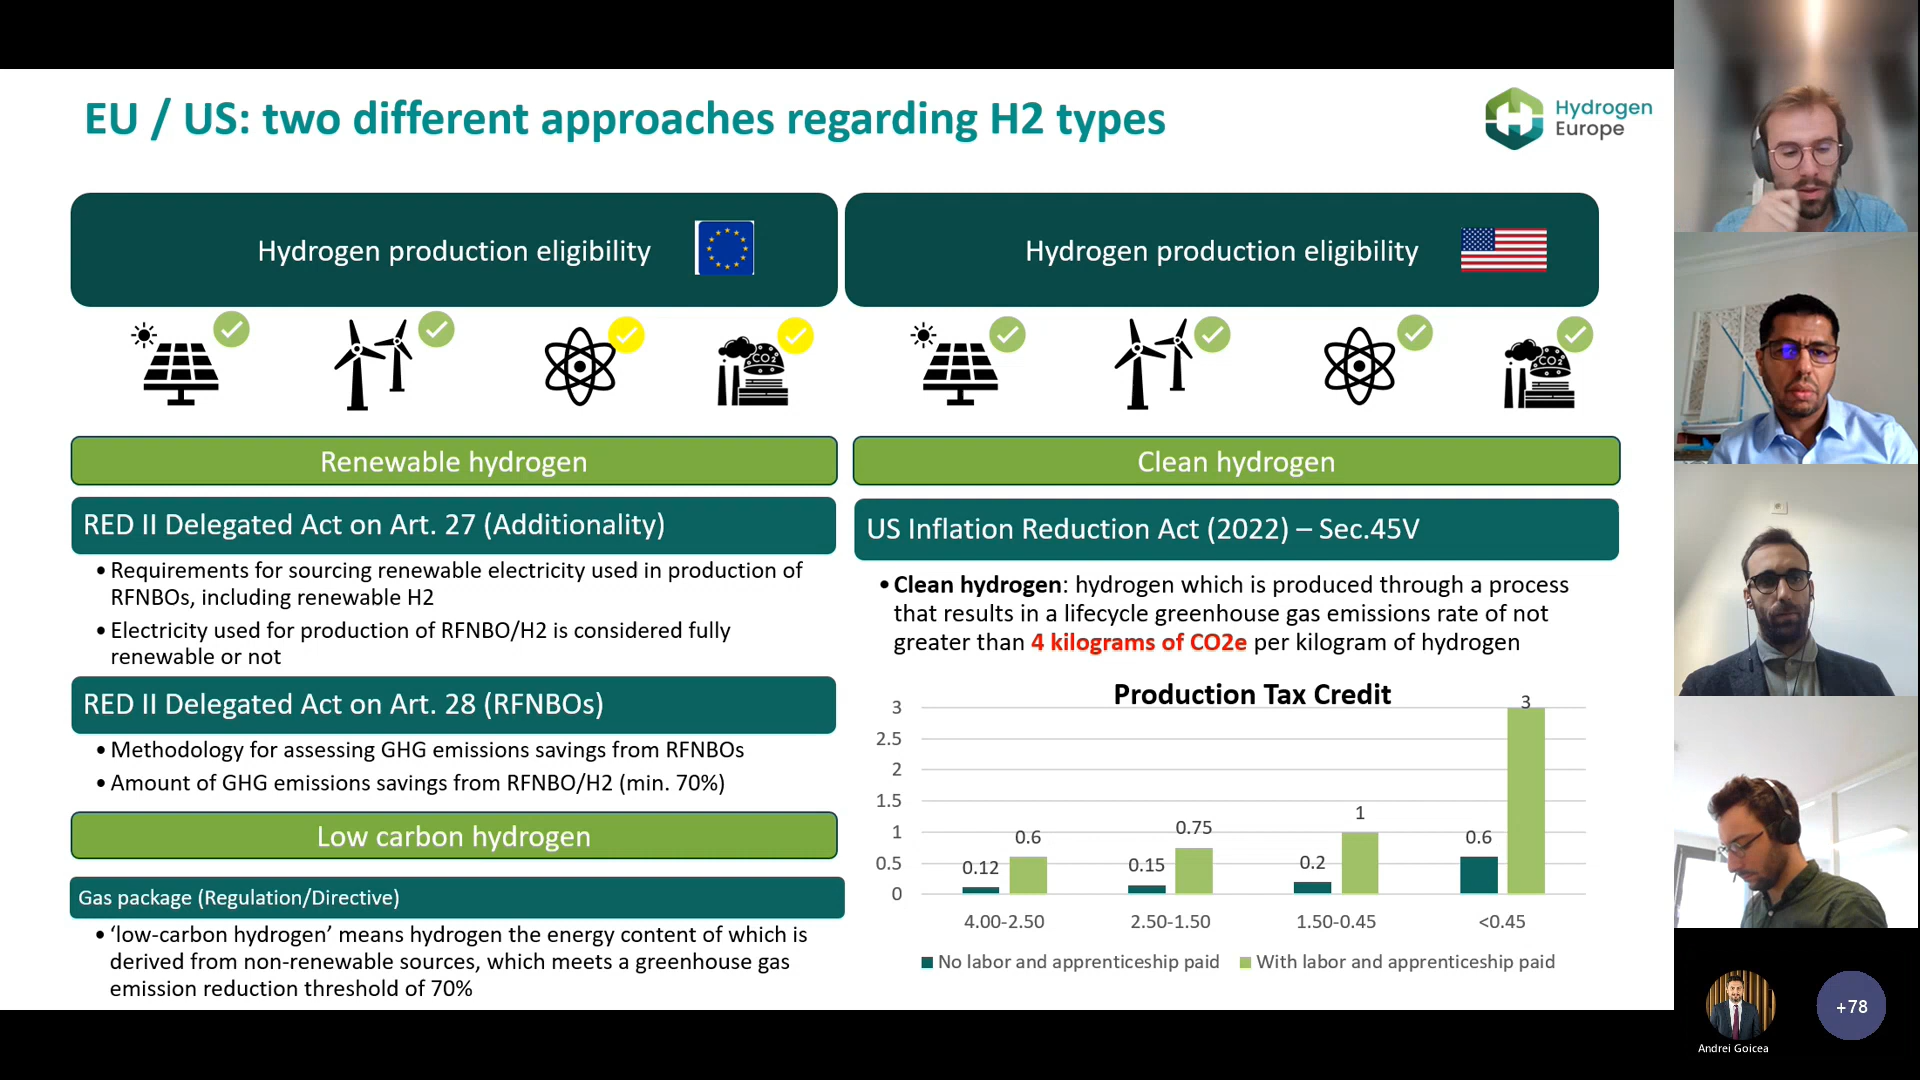 EU / US: two different approaches regarding H2 types
Hydrogen
Europe
Hydrogen production eligibility
Hydrogen production eligibility
CO2
CO2
Renewable hydrogen
RED II Delegated Act on Art. 27 (Additionality)
• Requirements for sourcing renewable electricity used in production of
RFNBOs, including renewable H2
• Electricity used for production of RFNBO/H2 is considered fully
renewable or not
RED II Delegated Act on Art. 28 (RFNBOs)
• Methodology for assessing GHG emissions savings from RFNBOs
• Amount of GHG emissions savings from RFNBO/H2 (min. 70%)
Low carbon hydrogen
Gas package (Regulation/Directive)
• ‘low-carbon hydrogen’ means hydrogen the energy content of which is
derived from non-renewable sources, which meets a greenhouse gas
emission reduction threshold of 70%
Clean hydrogen
US Inflation Reduction Act (2022) – Sec.45V
• Clean hydrogen: hydrogen which is produced through a process
that results in a lifecycle greenhouse gas emissions rate of not
greater than 4 kilograms of CO2e per kilogram of hydrogen
Production Tax Credit
3
2.5
2
1.5
1
0.5
0
0.12
0.6
0.15
0.75
0.2
1
0.6
3
4.00-2.50
2.50-1.50
1.50-0.45
<0.45
No labor and apprenticeship paid
With labor and apprenticeship paid
+78
Andrei Goicea